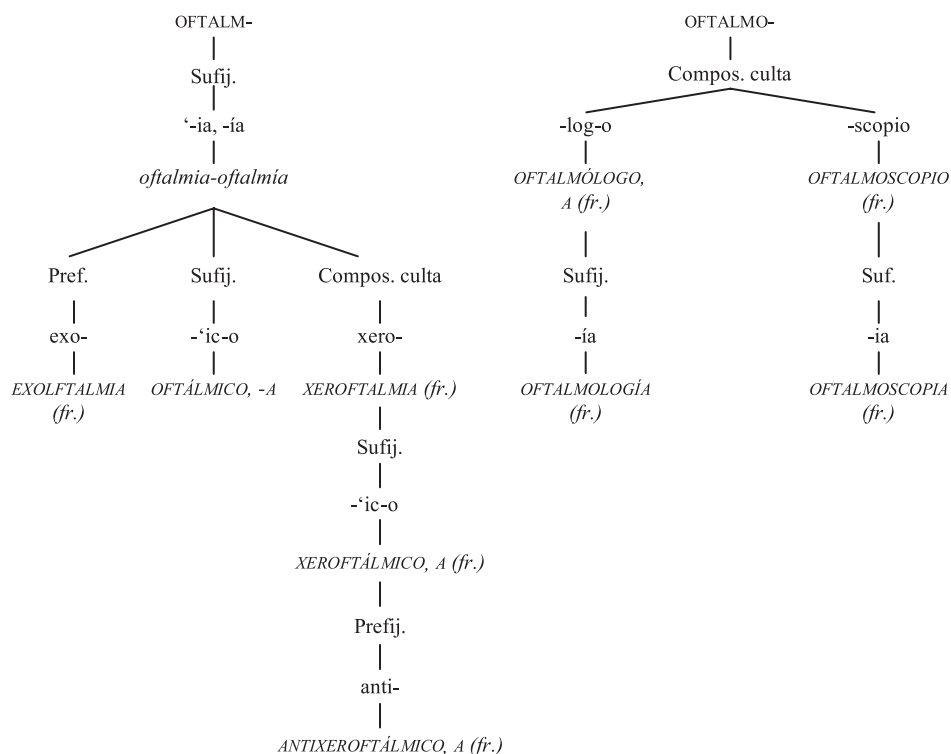 OFTALM-
Sufij.
‘-ia, -ía
oftalmia-oftalmía
Pref.
exo-
EXOLFTALMIA
(fr.)
Sufij.
-‘ic-o
OFTÁLMICO, -A
Compos. culta
xero-
XEROFTALMIA (fr.)
Sufij.
-‘ic-o
XEROFTÁLMICO, A (fr.)
Prefij.
anti-
ANTIXEROFTÁLMICO, A (fr.)
OFTALMO-
Compos. culta
-log-o
OFTALMÓLOGO,
A (fr.)
Sufij.
-ía
OFTALMOLOGÍA
(fr.)
-scopio
OFTALMOSCOPIO
(fr.)
Suf.
-ia
OFTALMOSCOPIA
(fr.)